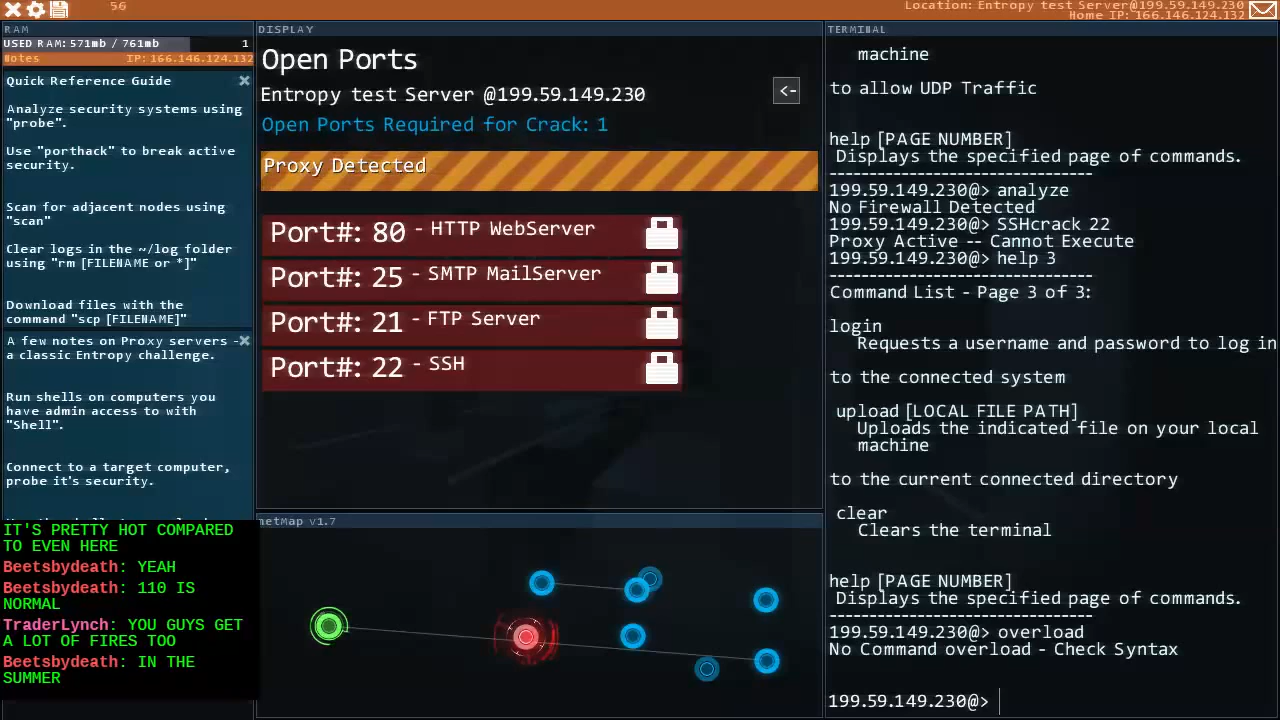 56
Location: Entropy test Server@199.59.149.230
Home IP: 166.146.124.132
RAM
USED RAM: 571mb / 761mb 1
Notes IP: 166.146.124.132
Quick Reference Guide
Analyze security systems using
"probe".
Use "porthack" to break active
security.
Scan for adjacent nodes using
"scan"
Clear logs in the ~/log folder
using "rm [FILENAME or *]"
Download files with the
command "scp [FILENAME]"
A few notes on Proxy servers -
a classic Entropy challenge.
Run shells on computers you
have admin access to with
"Shell".
Connect to a target computer,
probe it's security.
IT'S PRETTY HOT COMPARED
TO EVEN HERE
Beetsbydeath: YEAH
Beetsbydeath: 110 IS
NORMAL
TraderLynch: YOU GUYS GET
A LOT OF FIRES TOO
Beetsbydeath: IN THE
SUMMER
DISPLAY
Open Ports
Entropy test Server @199.59.149.230
<-
Open Ports Required for Crack: 1
Proxy Detected
Port#: 80 - HTTP WebServer
Port#: 25 - SMTP MailServer
Port#: 21 - FTP Server
Port#: 22 - SSH
netMap v1.7
TERMINAL
machine
to allow UDP Traffic
help [PAGE NUMBER]
Displays the specified page of commands.
--------------------------------
199.59.149.230@> analyze
No Firewall Detected
199.59.149.230@> SSHcrack 22
Proxy Active -- Cannot Execute
199.59.149.230@> help 3
--------------------------------
Command List - Page 3 of 3:
login
Requests a username and password to log in
to the connected system
upload [LOCAL FILE PATH]
Uploads the indicated file on your local
machine
to the current connected directory
clear
Clears the terminal
help [PAGE NUMBER]
Displays the specified page of commands.
--------------------------------
199.59.149.230@> overload
No Command overload - Check Syntax
199.59.149.230@>